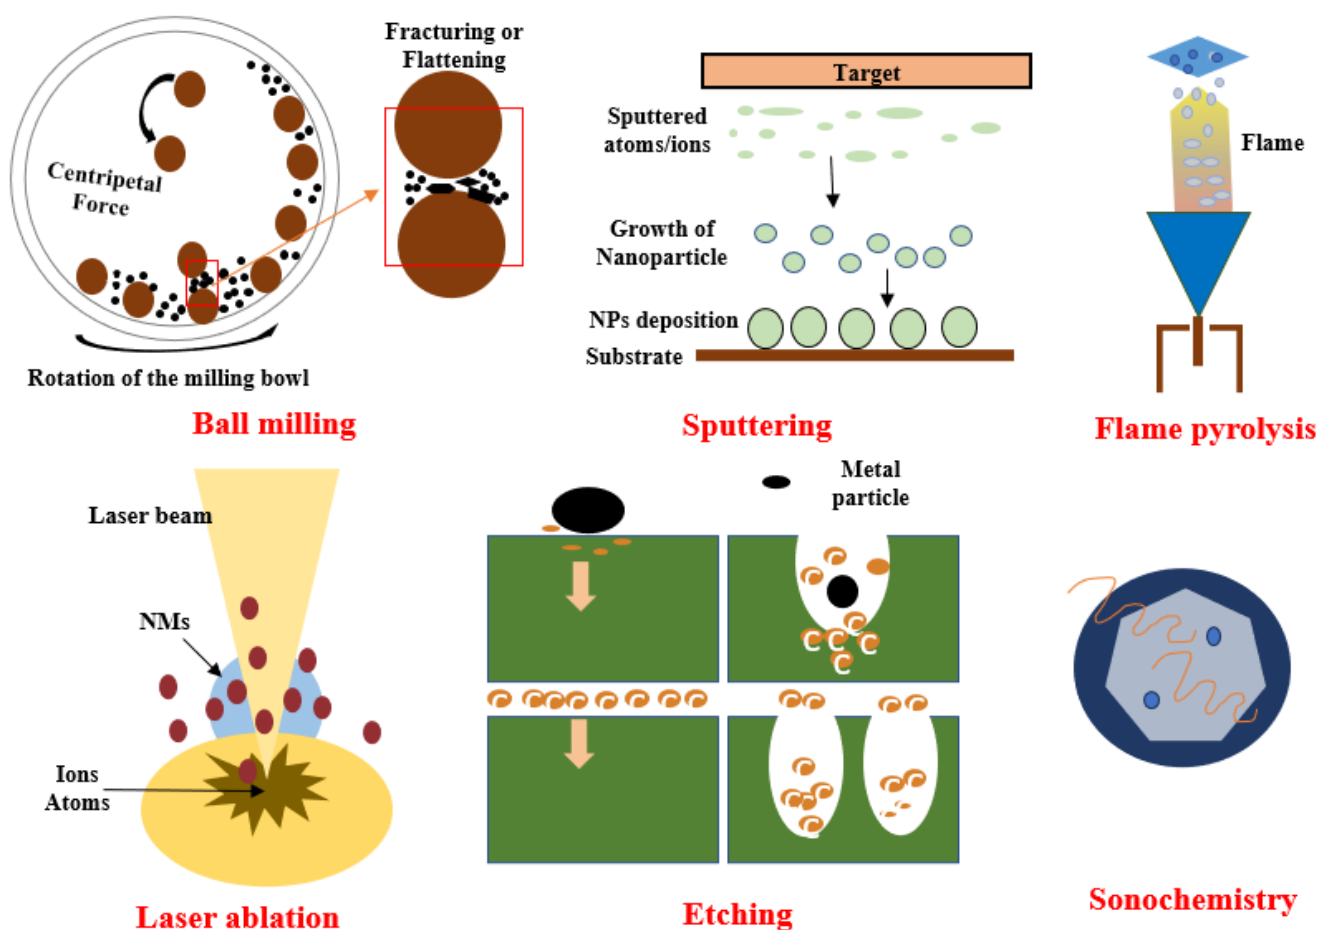 Fracturing or
Flattening
Centripetal
Force
Rotation of the milling bowl
Ball milling
Target
Sputtered
atoms/ions
Growth of
Nanoparticle
NPs deposition
Substrate
Sputtering
Flame
Flame pyrolysis
Laser beam
NMs
Ions
Atoms
Laser ablation
Metal
particle
Etching
Sonochemistry